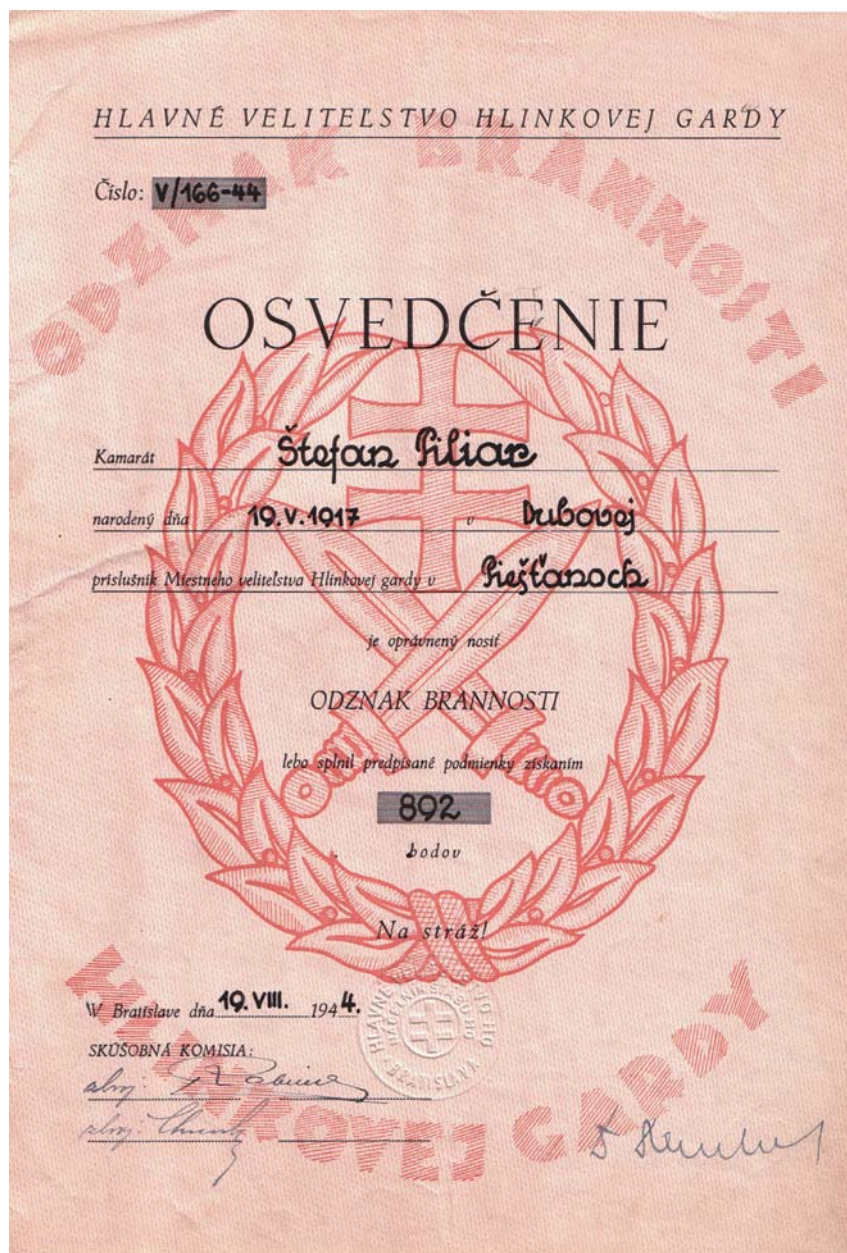 HLAVNÉ VELITEĽSTVO HLINKOVEJ GARDY
ODZNAK BRANNOSTI
Číslo: V/166-44
OSVEDČENIE
Kamarát Štefan Piliar
narodený dňa 19.V.1917 v Dubovej
príslušník Miestneho veliteľstva Hlinkovej gardy v Piešťanoch
je oprávnený nosiť
ODZNAK BRANNOSTI
lebo splnil predpísané podmienky získaním
892
bodov
Na stráž!
V Bratislave dňa 19.VIII. 1944.
SKÚŠOBNÁ KOMISIA:
zbroj:
zbroj:
HLINKOVEJ GARDY
BRATISLAVA